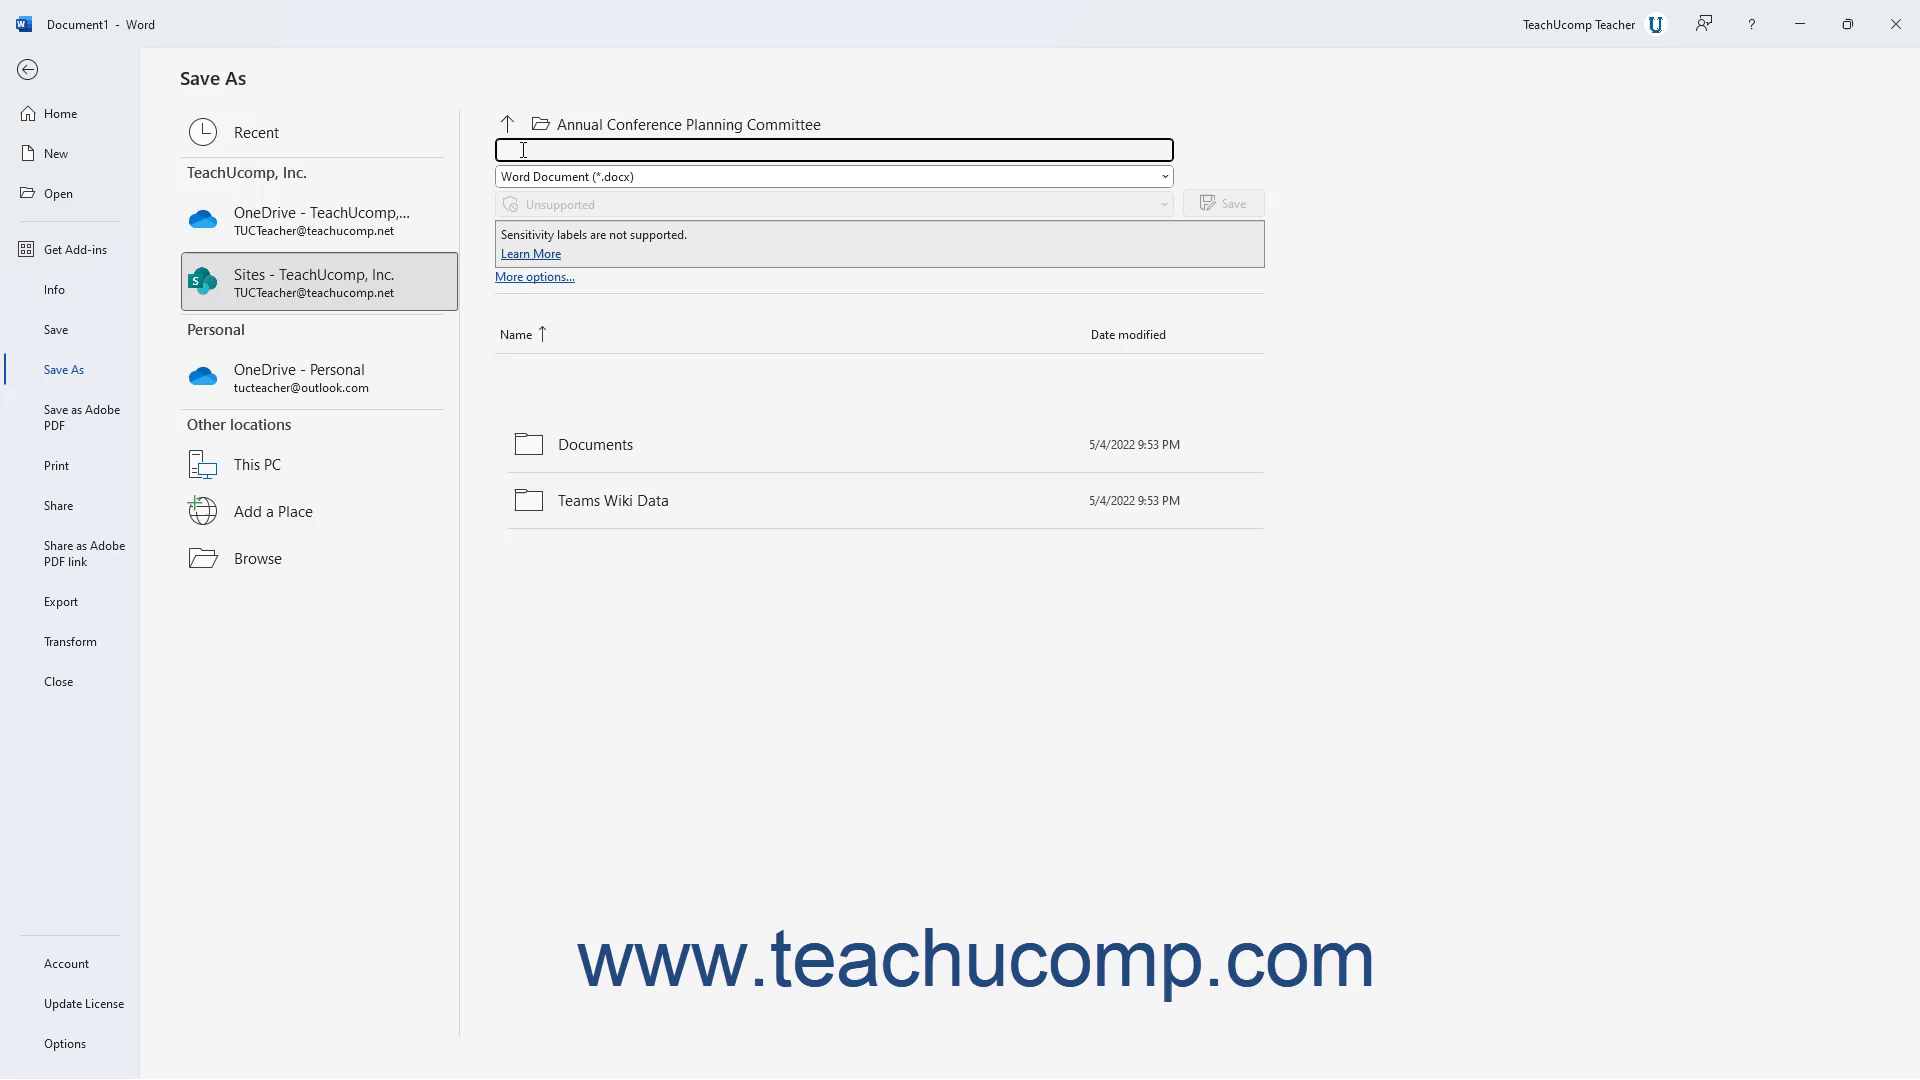 Document1 - Word
TeachUcomp Teacher
Save As
Home
New
Open
Get Add-ins
Info
Save
Save As
Save as Adobe
PDF
Print
Share
Share as Adobe
PDF link
Export
Transform
Close
Account
Update License
Options
Recent
TeachUcomp, Inc.
OneDrive - TeachUcomp,...
TUCTeacher@teachucomp.net
Sites - TeachUcomp, Inc.
TUCTeacher@teachucomp.net
Personal
OneDrive - Personal
tucteacher@outlook.com
Other locations
This PC
Add a Place
Browse
Annual Conference Planning Committee
Word Document (*.docx)
Unsupported
Save
Sensitivity labels are not supported.
Learn More
More options...
Name Date modified
Documents 5/4/2022 9:53 PM
Teams Wiki Data 5/4/2022 9:53 PM
www.teachucomp.com